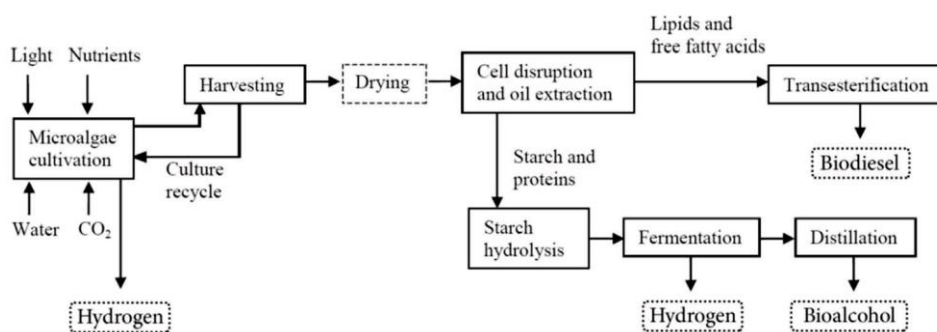 Light
Nutrients
Harvesting
Drying
Cell disruption
and oil extraction
Lipids and
free fatty acids
Transesterification
Microalgae
cultivation
Culture
recycle
Water
CO₂
Starch and
proteins
Biodiesel
Starch
hydrolysis
Fermentation
Distillation
Hydrogen
Hydrogen
Bioalcohol